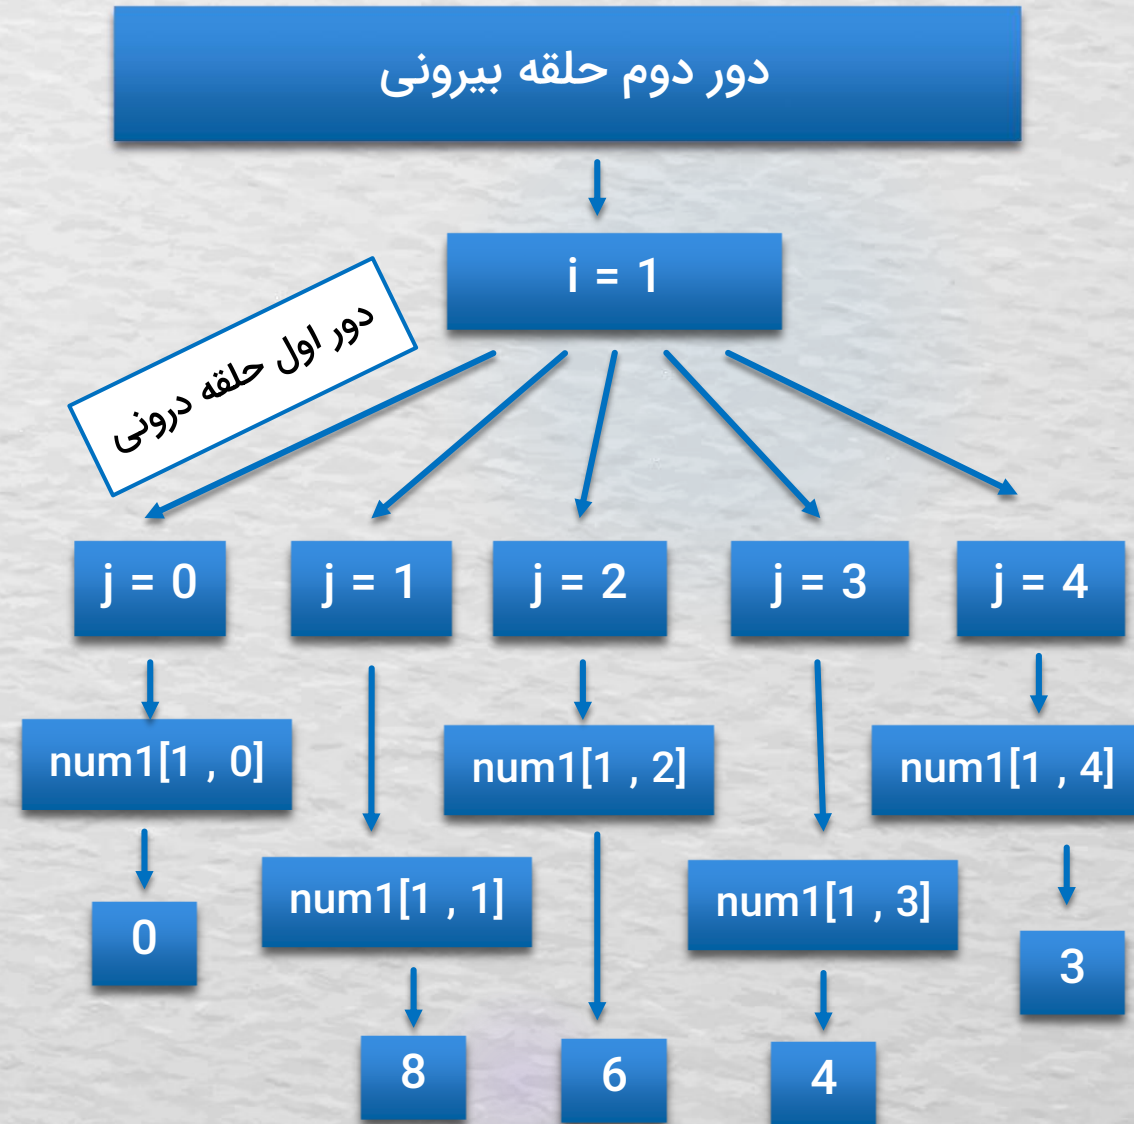 دور دوم حلقه بیرونی
i = 1
دور اول حلقه درونی
j = 0
j = 1
j = 2
j = 3
j = 4
num1[1 , 0]
num1[1 , 2]
num1[1 , 4]
num1[1 , 1]
num1[1 , 3]
0
3
8
6
4